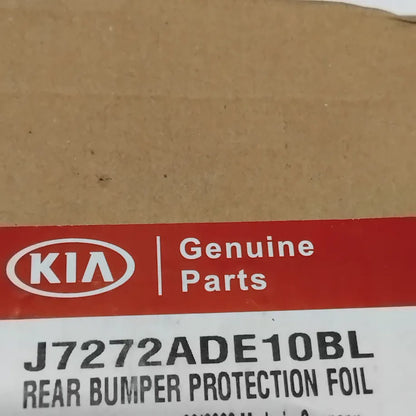 KIA
Genuine
Parts
J7272ADE10BL
REAR BUMPER PROTECTION FOIL